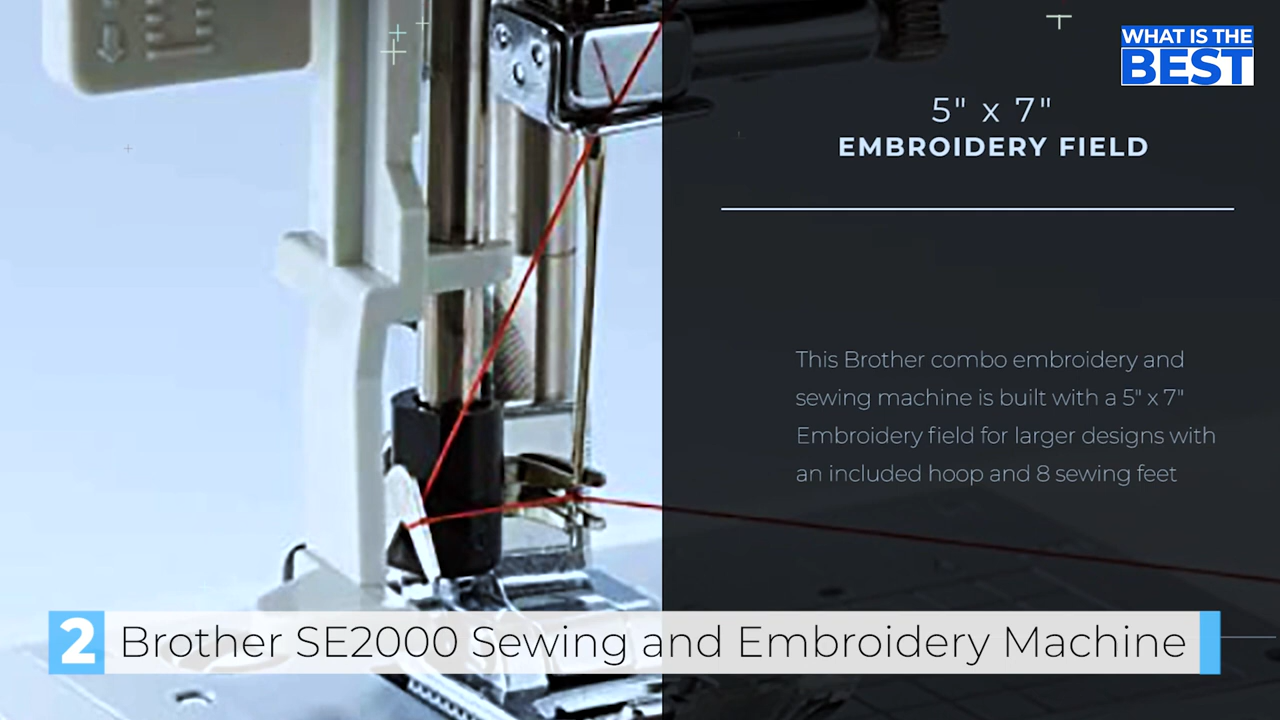 WHAT IS THE
BEST
5" x 7"
EMBROIDERY FIELD
This Brother combo embroidery and
sewing machine is built with a 5" x 7"
Embroidery field for larger designs with
an included hoop and 8 sewing feet
2 Brother SE2000 Sewing and Embroidery Machine